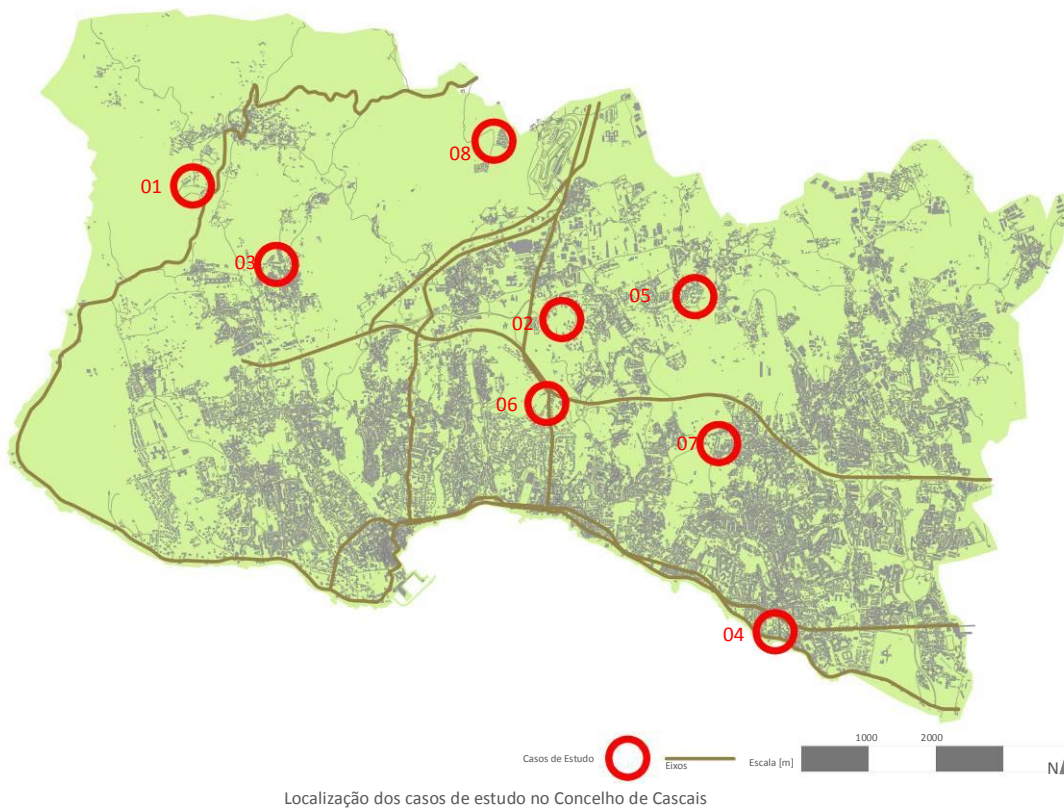 08
01
03
05
02
06
07
04
1000 2000
Casos de Estudo
Eixos
Escala [m]
N
Localização dos casos de estudo no Concelho de Cascais